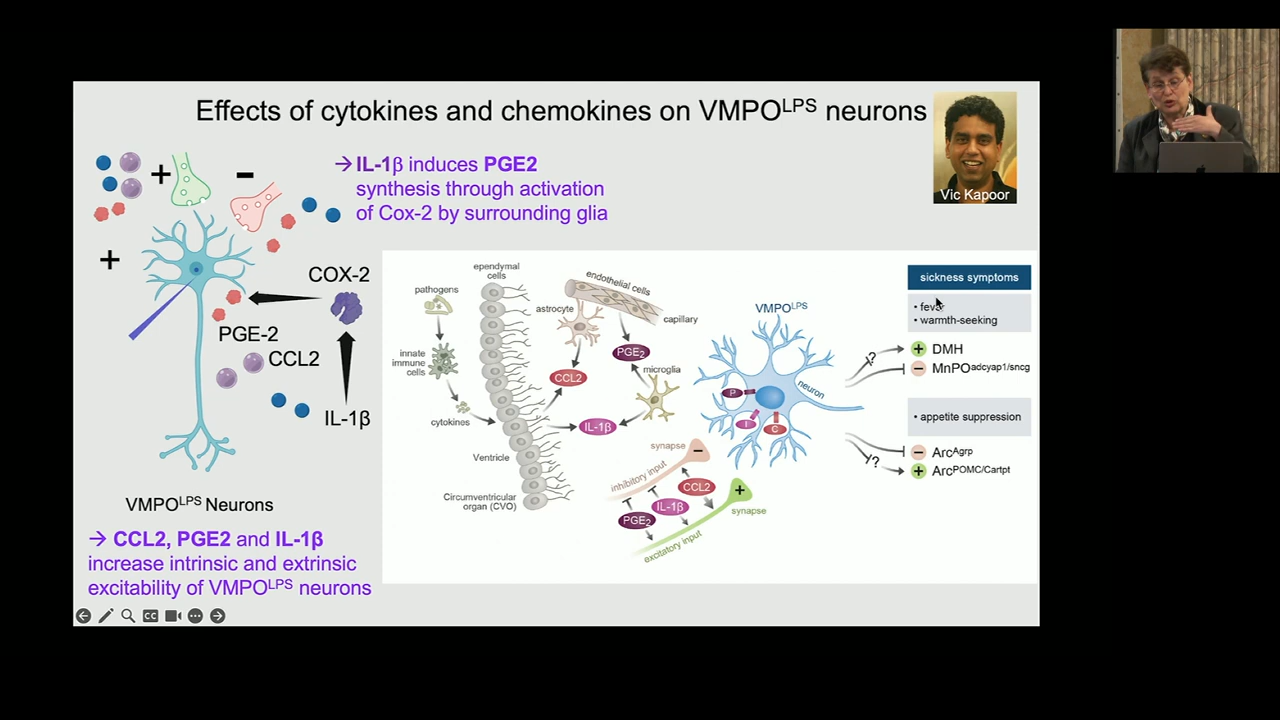 Effects of cytokines and chemokines on VMPOᴸᴾˢ neurons
Vic Kapoor
→ IL-1β induces PGE2
synthesis through activation
of Cox-2 by surrounding glia
+
-
+
COX-2
PGE-2
CCL2
IL-1β
VMPOᴸᴾˢ Neurons
→ CCL2, PGE2 and IL-1β
increase intrinsic and extrinsic
excitability of VMPOᴸᴾˢ neurons
pathogens
innate
immune
cells
cytokines
ependymal
cells
Ventricle
Circumventricular
organ (CVO)
endothelial cells
astrocyte
capillary
PGE₂
CCL2
microglia
IL-1β
synapse
-
inhibitory input
CCL2
IL-1β
PGE₂
+
synapse
excitatory input
VMPOᴸᴾˢ
neuron
P
I
C
sickness symptoms
• fever
• warmth-seeking
?
+ DMH
- MnPOᵃᵈᶜʸᵃᵖ¹/ˢⁿᶜᵍ
• appetite suppression
- Arcᴬᵍʳᵖ
?
+ Arcᴾᴼᴹᶜ/ᶜᵃʳᵗᵖᵗ
CC